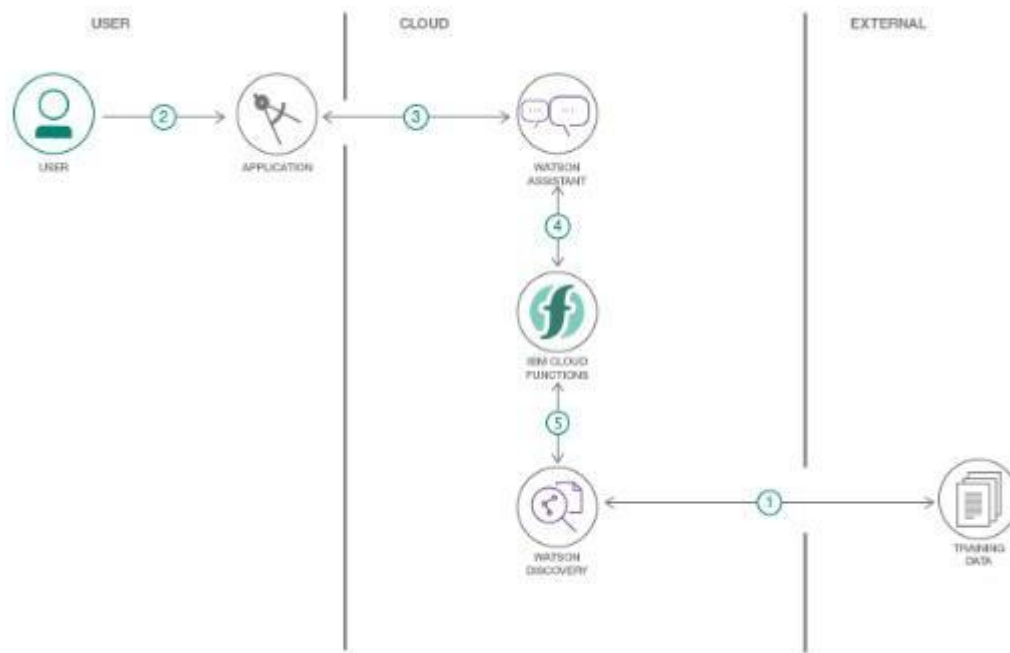 USER
CLOUD
EXTERNAL
2
3
USER
APPLICATION
WATSON
ASSISTANT
4
IBM CLOUD
FUNCTIONS
5
1
WATSON
DISCOVERY
TRAINING
DATA